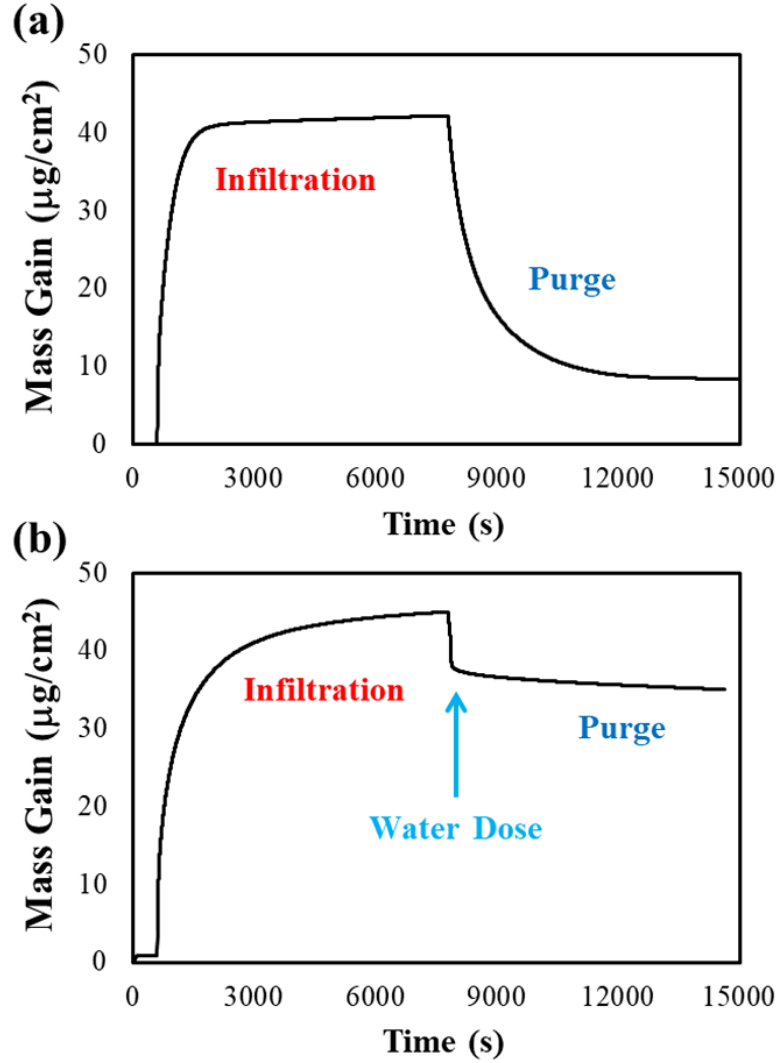 (a)
Mass Gain (µg/cm²)
50
40
30
20
10
0
Infiltration
Purge
0 3000 6000 9000 12000 15000
Time (s)
(b)
Mass Gain (µg/cm²)
50
40
30
20
10
0
Infiltration
Purge
Water Dose
0 3000 6000 9000 12000 15000
Time (s)